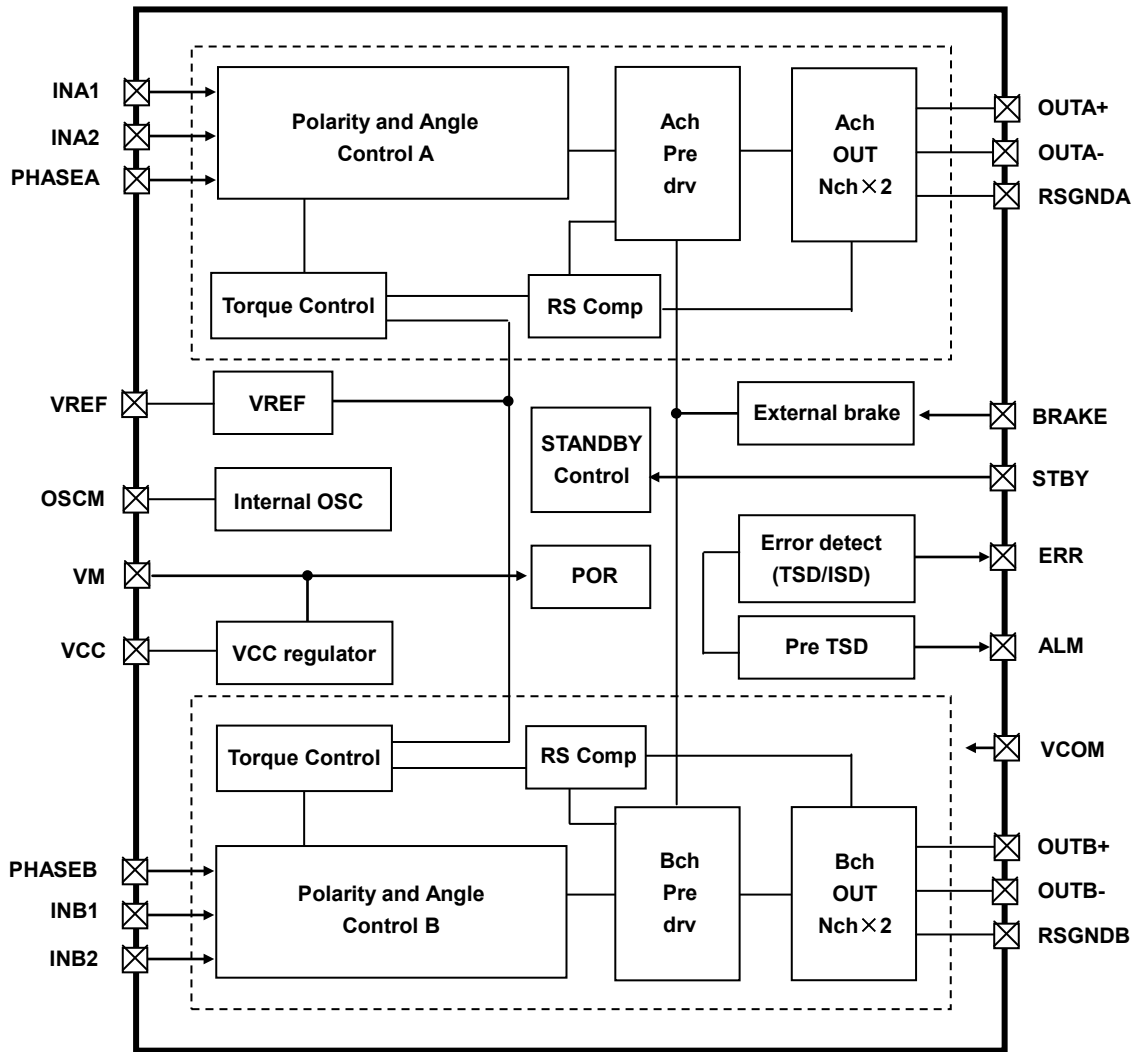 INA1
INA2
PHASEA
Polarity and Angle
Control A
Ach
Pre
drv
Ach
OUT
Nch×2
OUTA+
OUTA-
RSGNDA
Torque Control
RS Comp
VREF
VREF
External brake
BRAKE
STANDBY
Control
STBY
OSCM
Internal OSC
Error detect
(TSD/ISD)
ERR
VM
POR
VCC
VCC regulator
Pre TSD
ALM
Torque Control
RS Comp
VCOM
PHASEB
INB1
INB2
Polarity and Angle
Control B
Bch
Pre
drv
Bch
OUT
Nch×2
OUTB+
OUTB-
RSGNDB